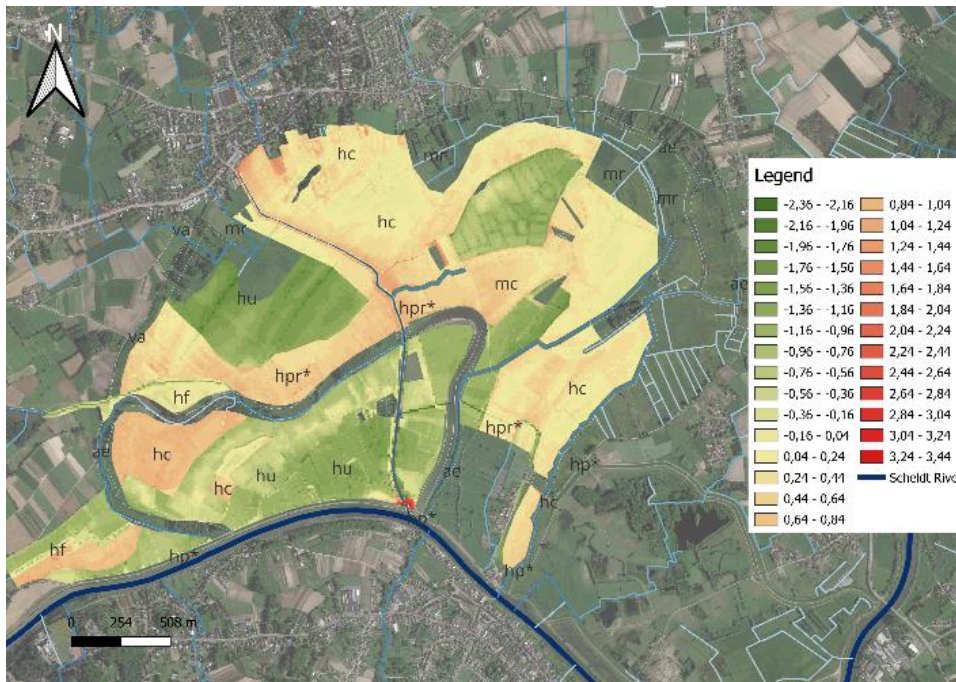 N
hc
mr
ae
mr
mr
hc
va
mr
ae
hu
mc
hpr*
va
hpr*
hf
hc
hpr*
ae
hc
hu
hu
hc
ae
hp*
hc
hf
hp*
hp*
0 254 508 m
Legend
-2,36 - -2,16
-2,16 - -1,96
-1,96 - -1,76
-1,76 - -1,56
-1,56 - -1,36
-1,36 - -1,16
-1,16 - -0,96
-0,96 - -0,76
-0,76 - -0,56
-0,56 - -0,36
-0,36 - -0,16
-0,16 - 0,04
0,04 - 0,24
0,24 - 0,44
0,44 - 0,64
0,64 - 0,84
0,84 - 1,04
1,04 - 1,24
1,24 - 1,44
1,44 - 1,64
1,64 - 1,84
1,84 - 2,04
2,04 - 2,24
2,24 - 2,44
2,44 - 2,64
2,64 - 2,84
2,84 - 3,04
3,04 - 3,24
3,24 - 3,44
Scheldt Rive